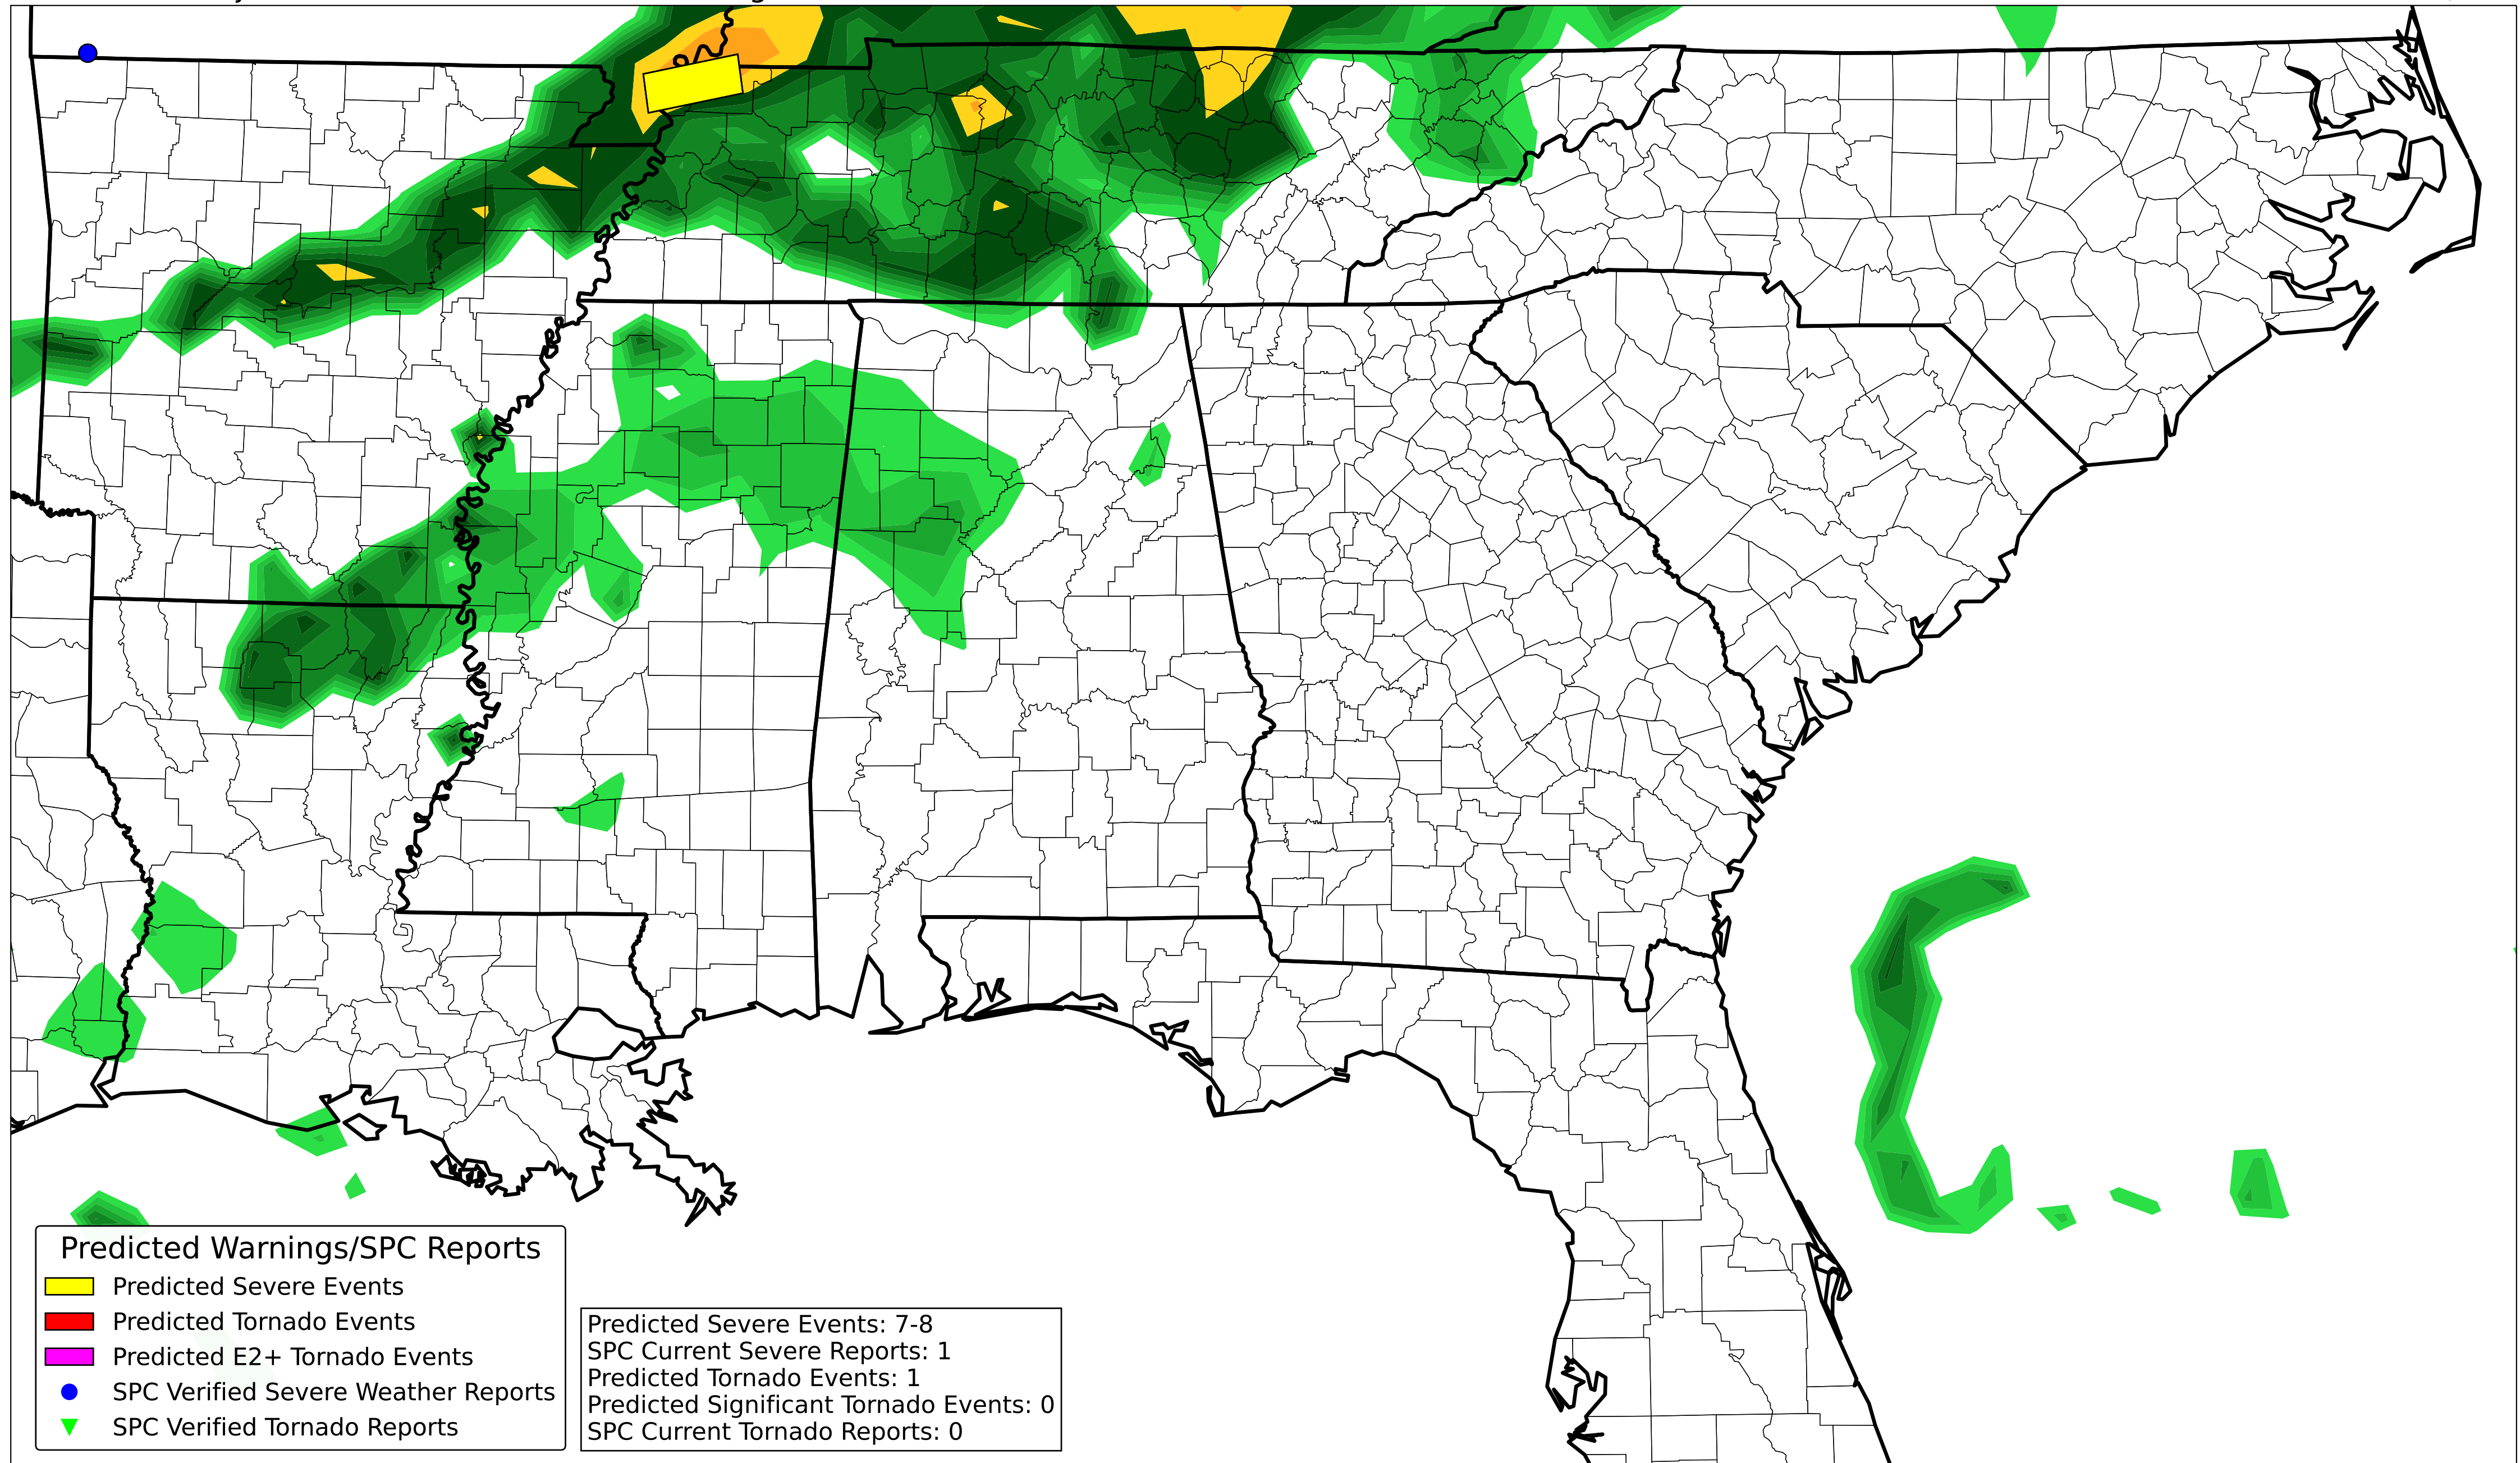 Predicted Warnings/SPC Reports
Predicted Severe Events
Predicted Tornado Events
Predicted E2+ Tornado Events
SPC Verified Severe Weather Reports
SPC Verified Tornado Reports
Predicted Severe Events: 7-8
SPC Current Severe Reports: 1
Predicted Tornado Events: 1
Predicted Significant Tornado Events: 0
SPC Current Tornado Reports: 0